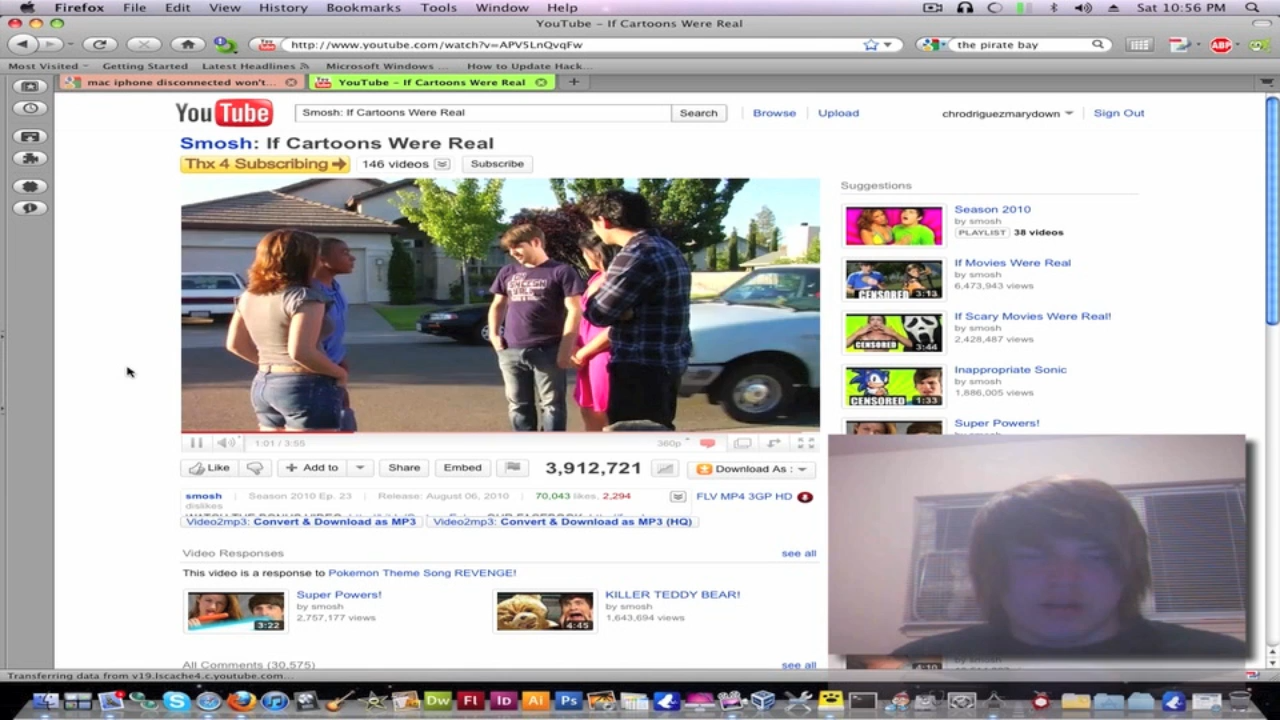 Firefox File Edit View History Bookmarks Tools Window Help Sat 10:56 PM
YouTube – If Cartoons Were Real
http://www.youtube.com/watch?v=APV5LnQvqFw
the pirate bay
ABP
Most Visited Getting Started Latest Headlines Microsoft Windows ... How to Update Hack...
mac iphone disconnected won't...
YouTube – If Cartoons Were Real
YouTube
Smosh: If Cartoons Were Real
Search
Browse
Upload
chrodriguezmarydown
Sign Out
Smosh: If Cartoons Were Real
Thx 4 Subscribing
146 videos
Subscribe
1:01 / 3:55
360p
Like
Add to
Share
Embed
3,912,721
Download As :
smosh Season 2010 Ep. 23 Release: August 06, 2010 70,043 likes, 2,294
dislikes
FLV MP4 3GP HD
Video2mp3: Convert & Download as MP3
Video2mp3: Convert & Download as MP3 (HQ)
Video Responses
see all
This video is a response to Pokemon Theme Song REVENGE!
3:22
Super Powers!
by smosh
2,757,177 views
4:45
KILLER TEDDY BEAR!
by smosh
1,643,694 views
All Comments (30,575)
see all
Suggestions
Season 2010
by smosh
PLAYLIST 38 videos
CENSORED 3:13
If Movies Were Real
by smosh
6,473,943 views
CENSORED 3:44
If Scary Movies Were Real!
by smosh
2,428,487 views
CENSORED 1:33
Inappropriate Sonic
by smosh
1,886,005 views
Super Powers!
4:10
Transferring data from v19.lscache4.c.youtube.com...
Dw Fl Id Ai Ps